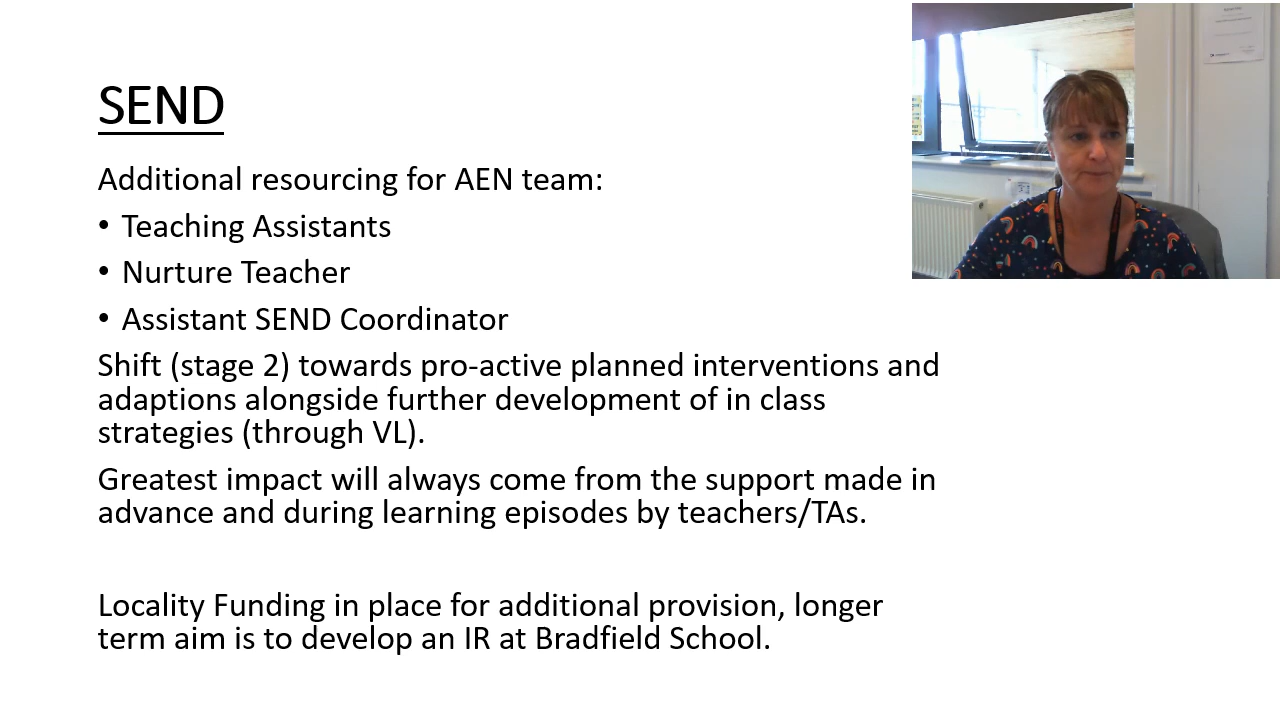 SEND
Additional resourcing for AEN team:
• Teaching Assistants
• Nurture Teacher
• Assistant SEND Coordinator
Shift (stage 2) towards pro-active planned interventions and
adaptions alongside further development of in class
strategies (through VL).
Greatest impact will always come from the support made in
advance and during learning episodes by teachers/TAs.
Locality Funding in place for additional provision, longer
term aim is to develop an IR at Bradfield School.